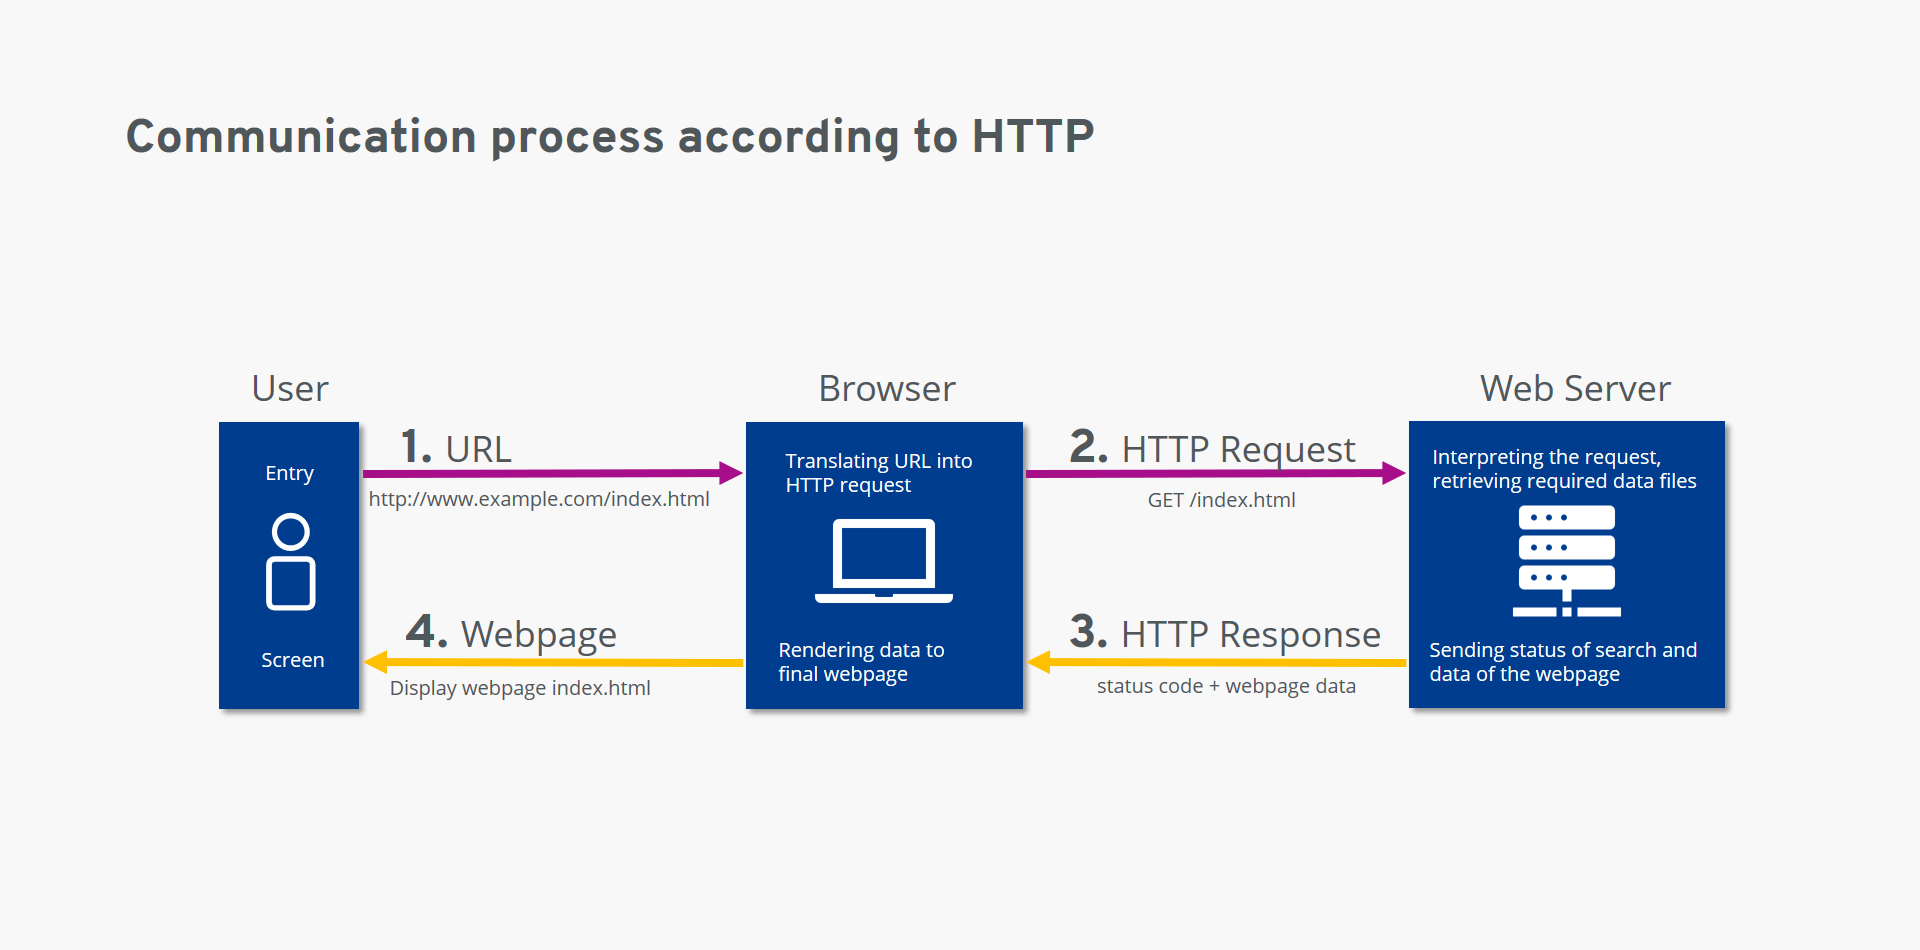 Communication process according to HTTP
User
Browser
Web Server
Entry
1. URL
http://www.example.com/index.html
Translating URL into
HTTP request
2. HTTP Request
GET /index.html
Interpreting the request,
retrieving required data files
Screen
4. Webpage
Display webpage index.html
Rendering data to
final webpage
3. HTTP Response
status code + webpage data
Sending status of search and
data of the webpage